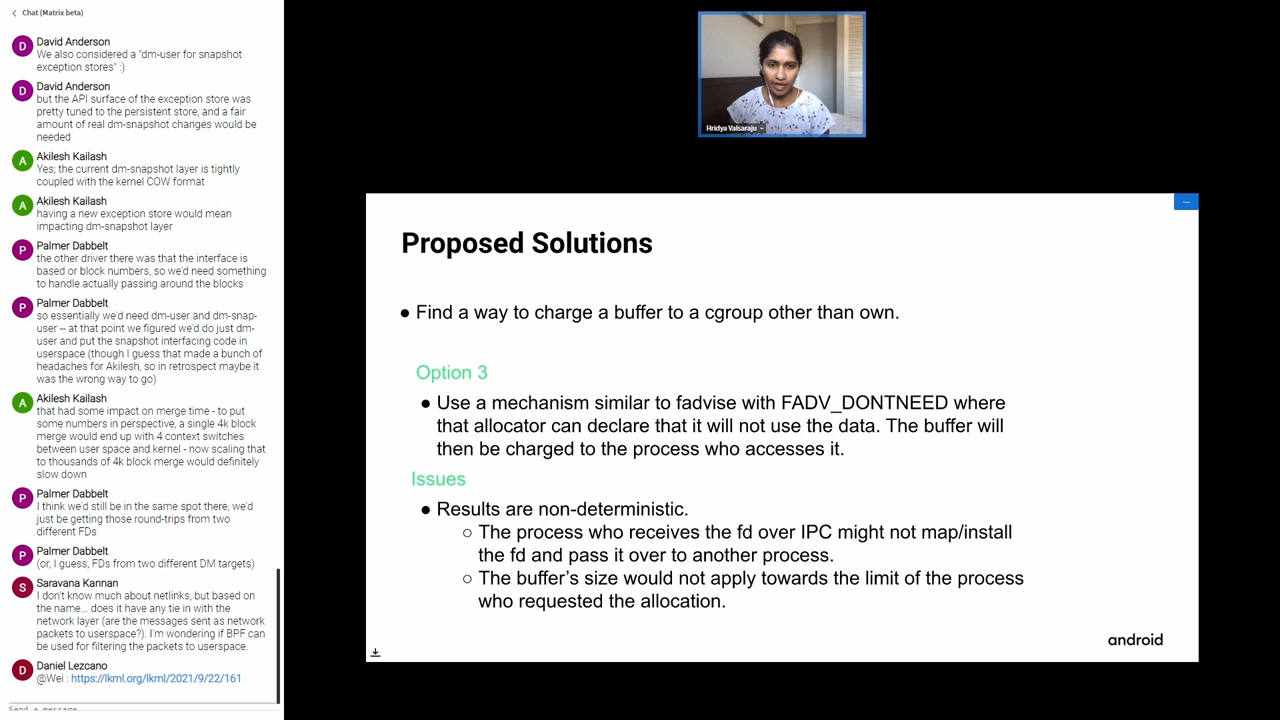 Chat (Matrix beta)
David Anderson
We also considered a "dm-user for snapshot
exception stores" :)
David Anderson
but the API surface of the exception store was
pretty tuned to the persistent store, and a fair
amount of real dm-snapshot changes would be
needed
Akilesh Kailash
Yes; the current dm-snapshot layer is tightly
coupled with the kernel COW format
Akilesh Kailash
having a new exception store would mean
impacting dm-snapshot layer
Palmer Dabbelt
the other driver there was that the interface is
based or block numbers, so we'd need something
to handle actually passing around the blocks
Palmer Dabbelt
so essentially we'd need dm-user and dm-snap-
user -- at that point we figured we'd do just dm-
user and put the snapshot interfacing code in
userspace (though I guess that made a bunch of
headaches for Akilesh, so in retrospect maybe it
was the wrong way to go)
Akilesh Kailash
that had some impact on merge time - to put
some numbers in perspective, a single 4k block
merge would end up with 4 context switches
between user space and kernel - now scaling that
to thousands of 4k block merge would definitely
slow down
Palmer Dabbelt
I think we'd still be in the same spot there, we'd
just be getting those round-trips from two
different FDs
Palmer Dabbelt
(or, I guess, FDs from two different DM targets)
Saravana Kannan
I don't know much about netlinks, but based on
the name... does it have any tie in with the
network layer (are the messages sent as network
packets to userspace?). I'm wondering if BPF can
be used for filtering the packets to userspace.
Daniel Lezcano
@Wei : https://lkml.org/lkml/2021/9/22/161
Send a message
Hridya Valsaraju
Proposed Solutions
● Find a way to charge a buffer to a cgroup other than own.
Option 3
● Use a mechanism similar to fadvise with FADV_DONTNEED where
that allocator can declare that it will not use the data. The buffer will
then be charged to the process who accesses it.
Issues
● Results are non-deterministic.
○ The process who receives the fd over IPC might not map/install
the fd and pass it over to another process.
○ The buffer's size would not apply towards the limit of the process
who requested the allocation.
android